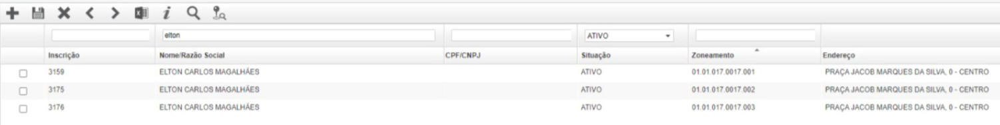 elton ATIVO
Inscrição Nome/Razão Social CPF/CNPJ Situação Zoneamento Endereço
3159 ELTON CARLOS MAGALHÃES ATIVO 01.01.017.0017.001 PRAÇA JACOB MARQUES DA SILVA, 0 - CENTRO
3175 ELTON CARLOS MAGALHÃES ATIVO 01.01.017.0017.002 PRAÇA JACOB MARQUES DA SILVA, 0 - CENTRO
3176 ELTON CARLOS MAGALHÃES ATIVO 01.01.017.0017.003 PRAÇA JACOB MARQUES DA SILVA, 0 - CENTRO